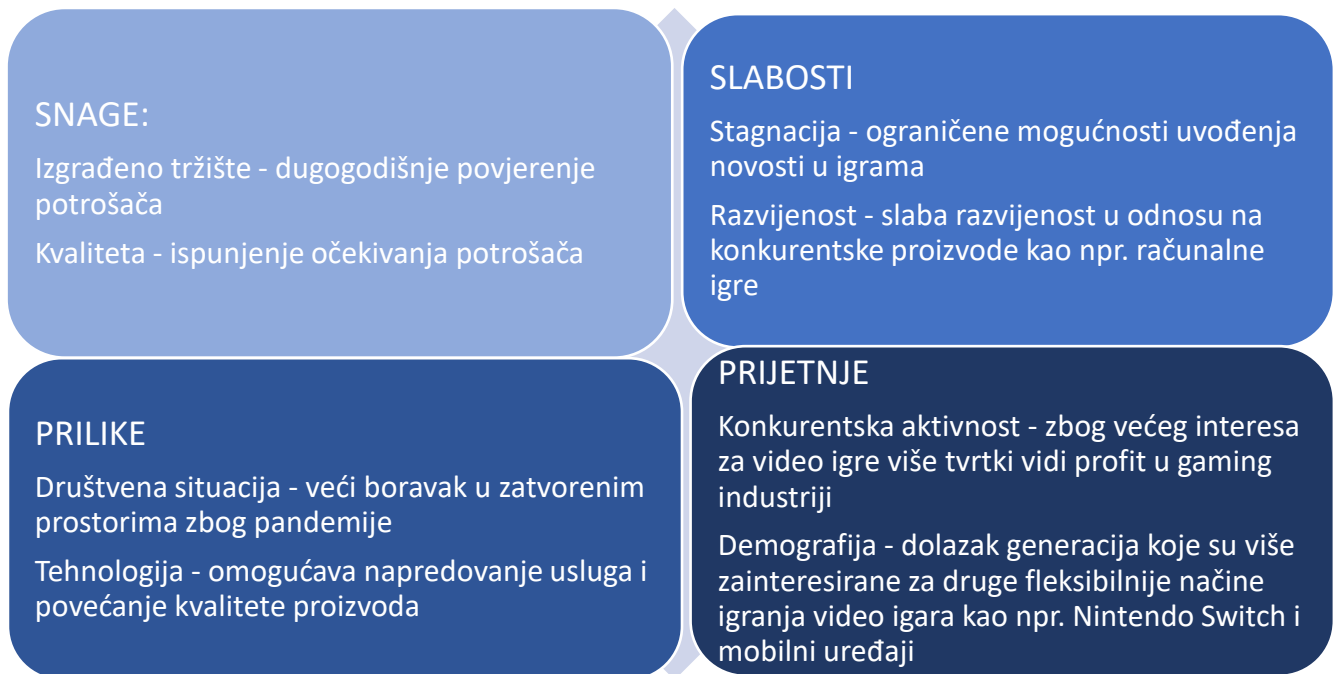 SNAGE:
Izgrađeno tržište - dugogodišnje povjerenje
potrošača
Kvaliteta - ispunjenje očekivanja potrošača
SLABOSTI
Stagnacija - ograničene mogućnosti uvođenja
novosti u igrama
Razvijenost - slaba razvijenost u odnosu na
konkurentske proizvode kao npr. računalne
igre
PRILIKE
Društvena situacija - veći boravak u zatvorenim
prostorima zbog pandemije
Tehnologija - omogućava napredovanje usluga i
povećanje kvalitete proizvoda
PRIJETNJE
Konkurentska aktivnost - zbog većeg interesa
za video igre više tvrtki vidi profit u gaming
industriji
Demografija - dolazak generacija koje su više
zainteresirane za druge fleksibilnije načine
igranja video igara kao npr. Nintendo Switch i
mobilni uređaji